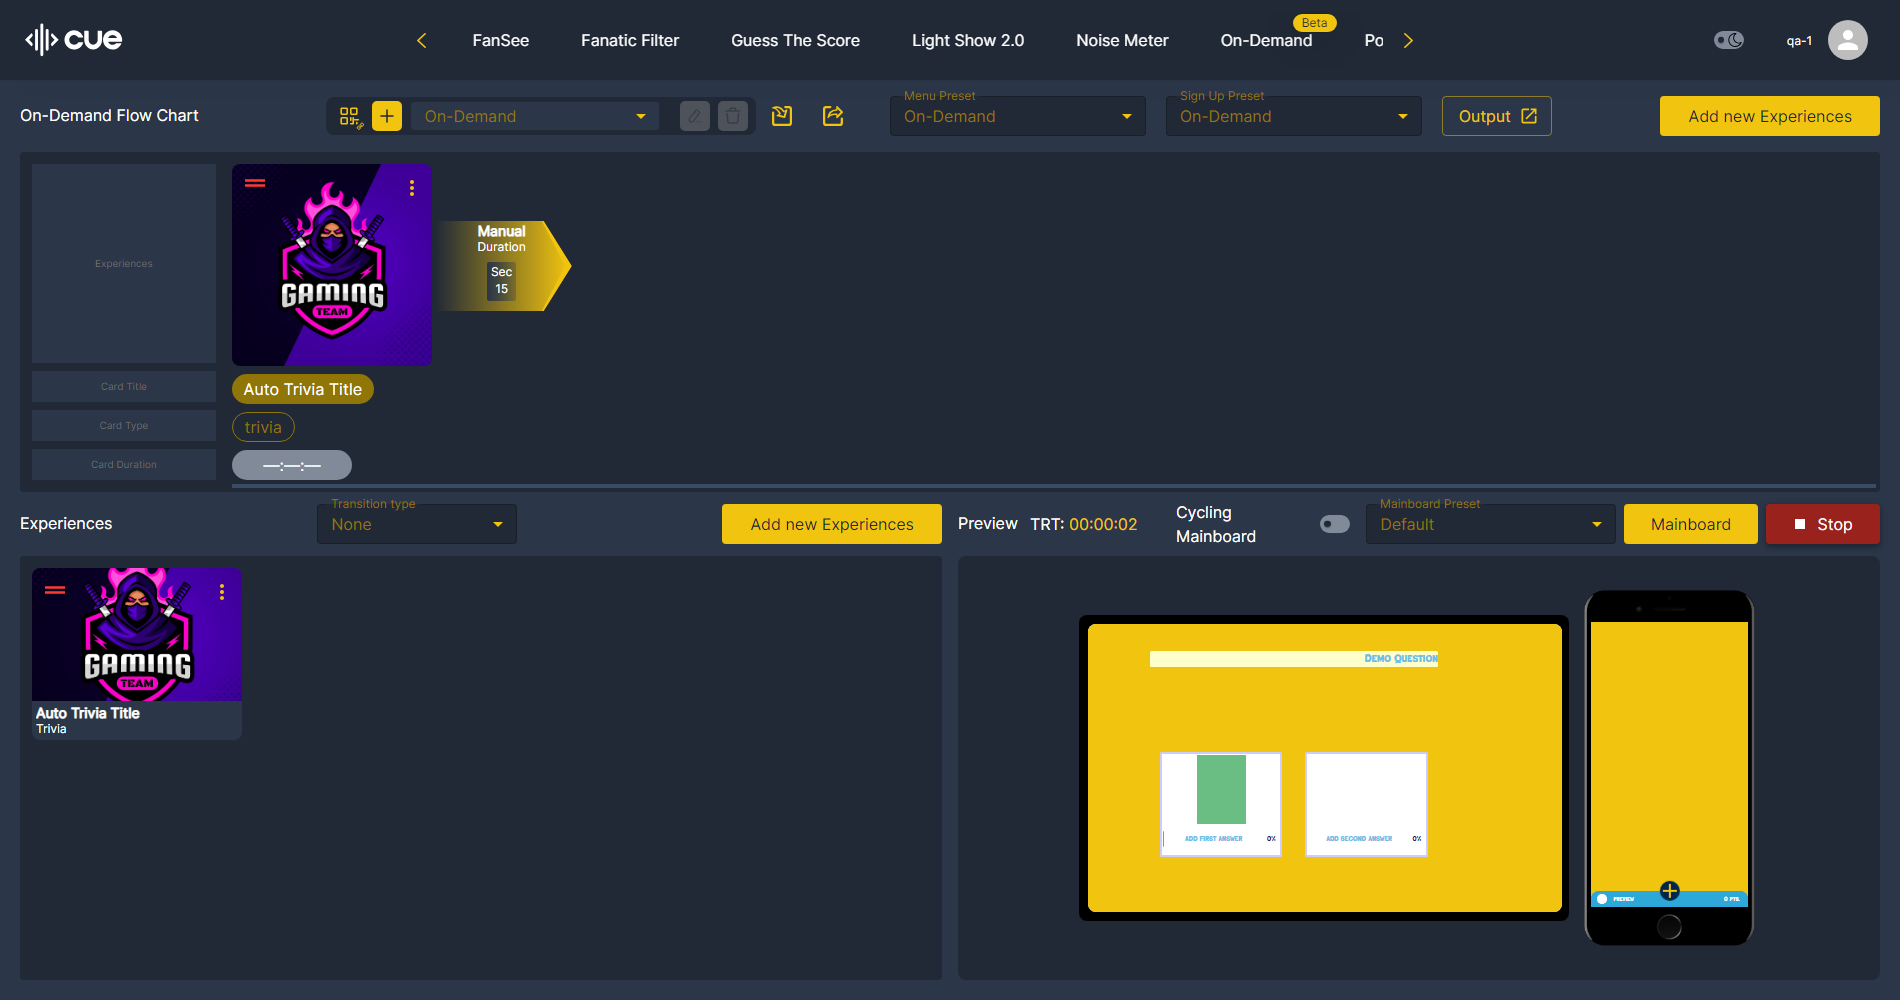 cue
FanSee
Fanatic Filter
Guess The Score
Light Show 2.0
Noise Meter
On-Demand
Beta
Po
qa-1
On-Demand Flow Chart
On-Demand
Menu Preset
On-Demand
Sign Up Preset
On-Demand
Output
Add new Experiences
Experiences
GAMING
TEAM
Manual
Duration
Sec
15
Card Title
Auto Trivia Title
Card Type
trivia
Card Duration
—:—:—
Experiences
Transition type
None
Add new Experiences
Preview
TRT: 00:00:02
Cycling
Mainboard
Mainboard Preset
Default
Mainboard
Stop
GAMING
TEAM
Auto Trivia Title
Trivia
Demo Question
ADD FIRST ANSWER 0%
ADD SECOND ANSWER 0%
PREVIEW
0 PTS.